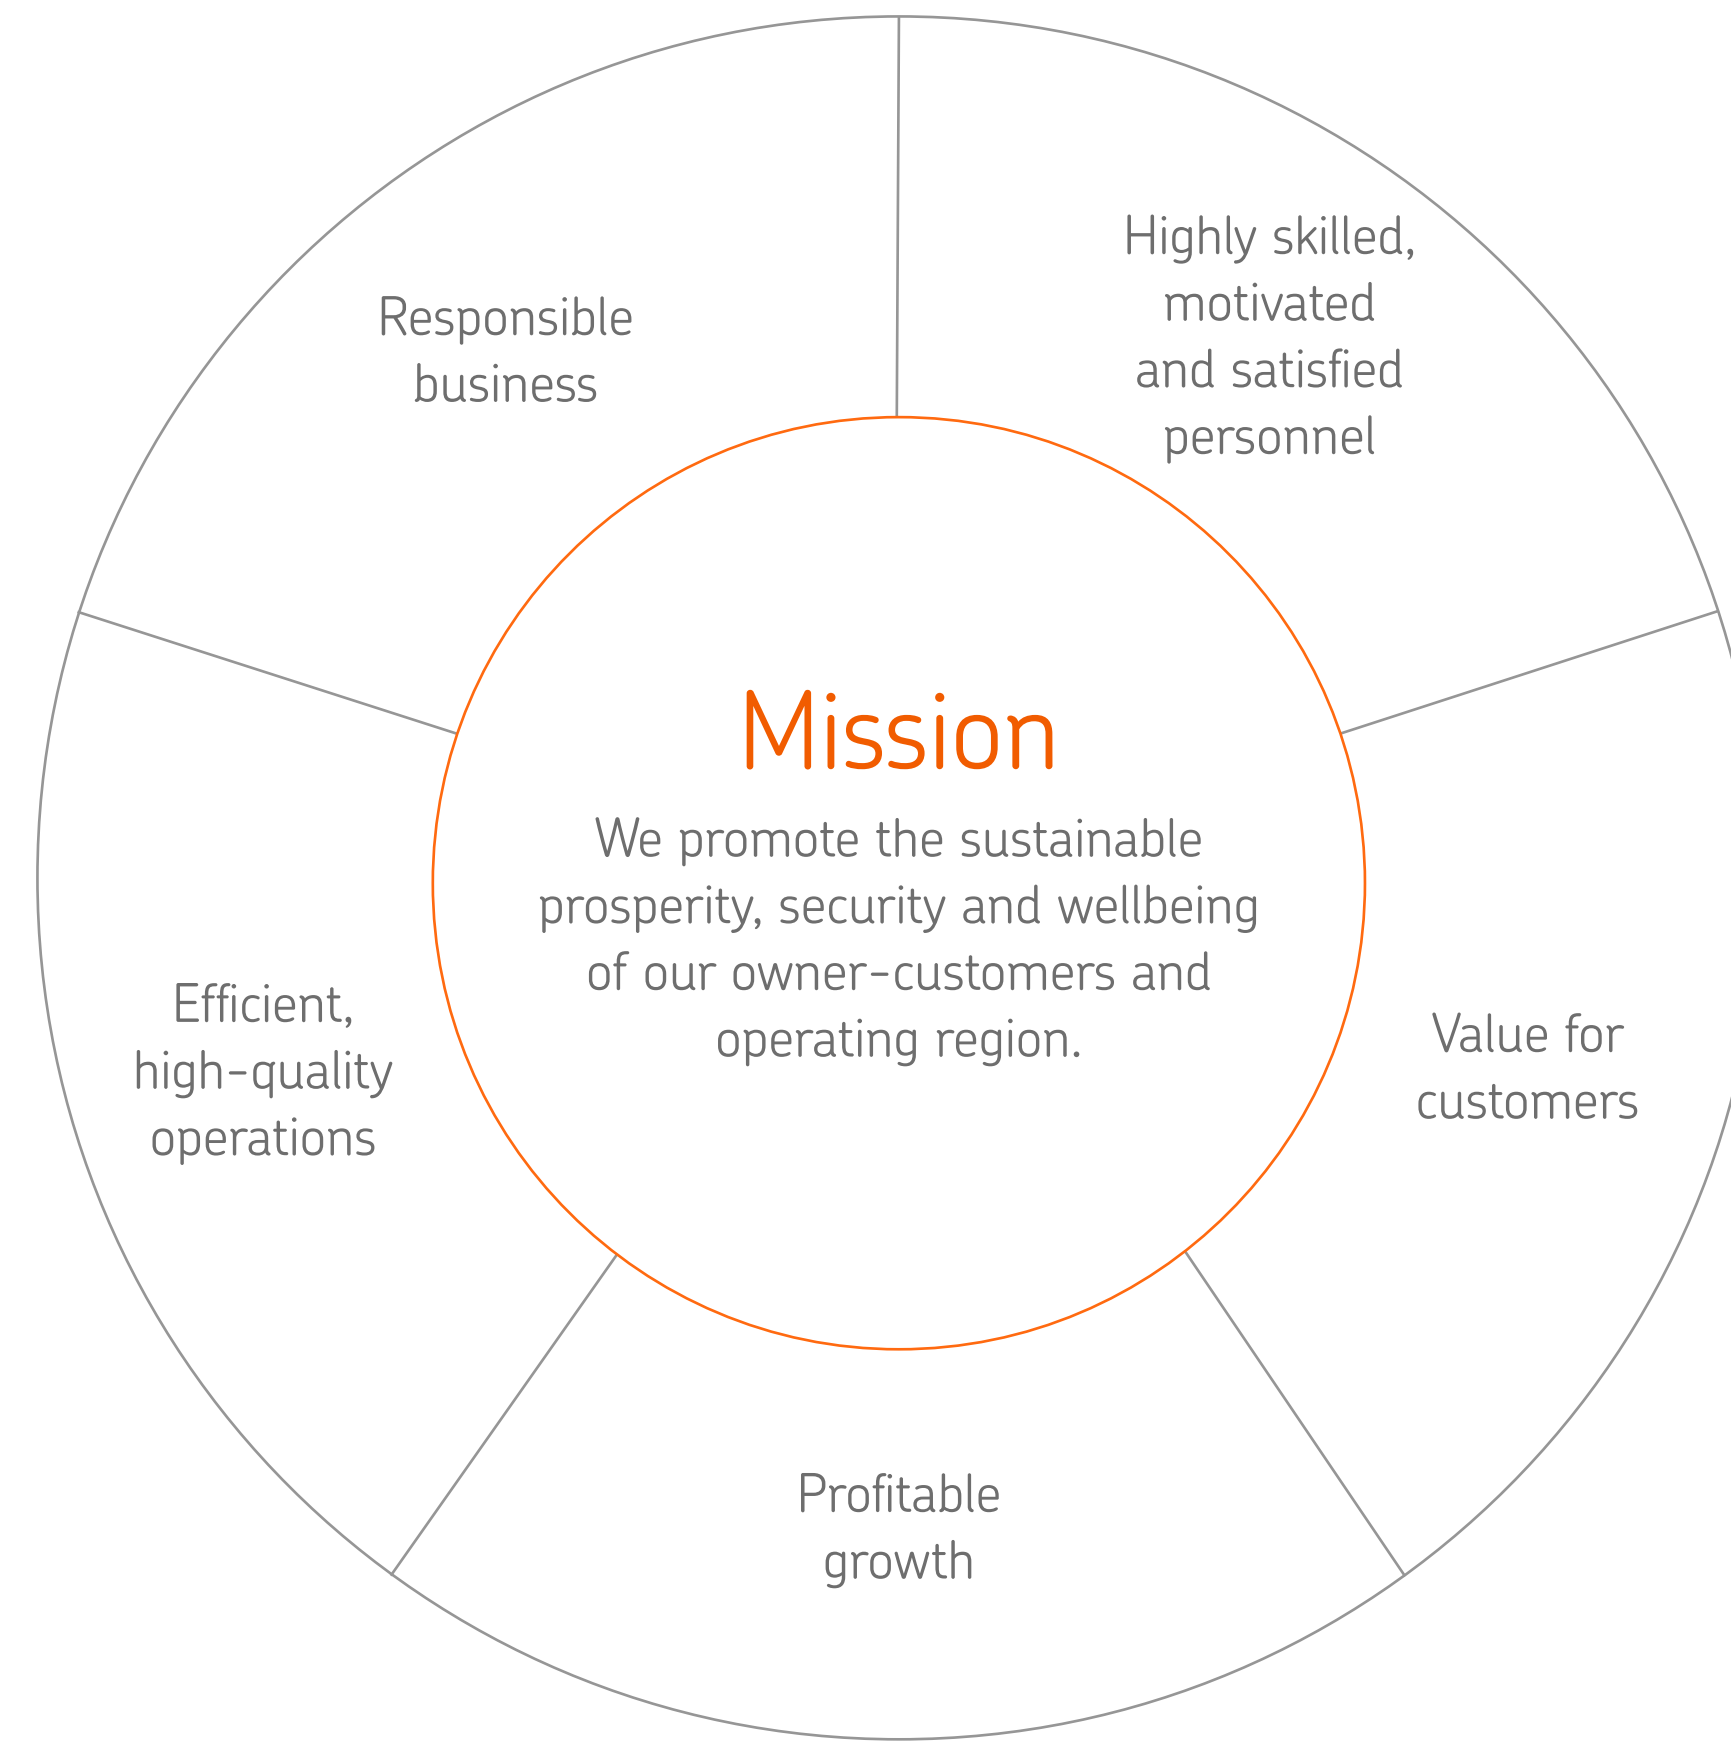 Responsible
business
Highly skilled,
motivated
and satisfied
personnel
Mission
We promote the sustainable
prosperity, security and wellbeing
of our owner-customers and
operating region.
Efficient,
high-quality
operations
Value for
customers
Profitable
growth